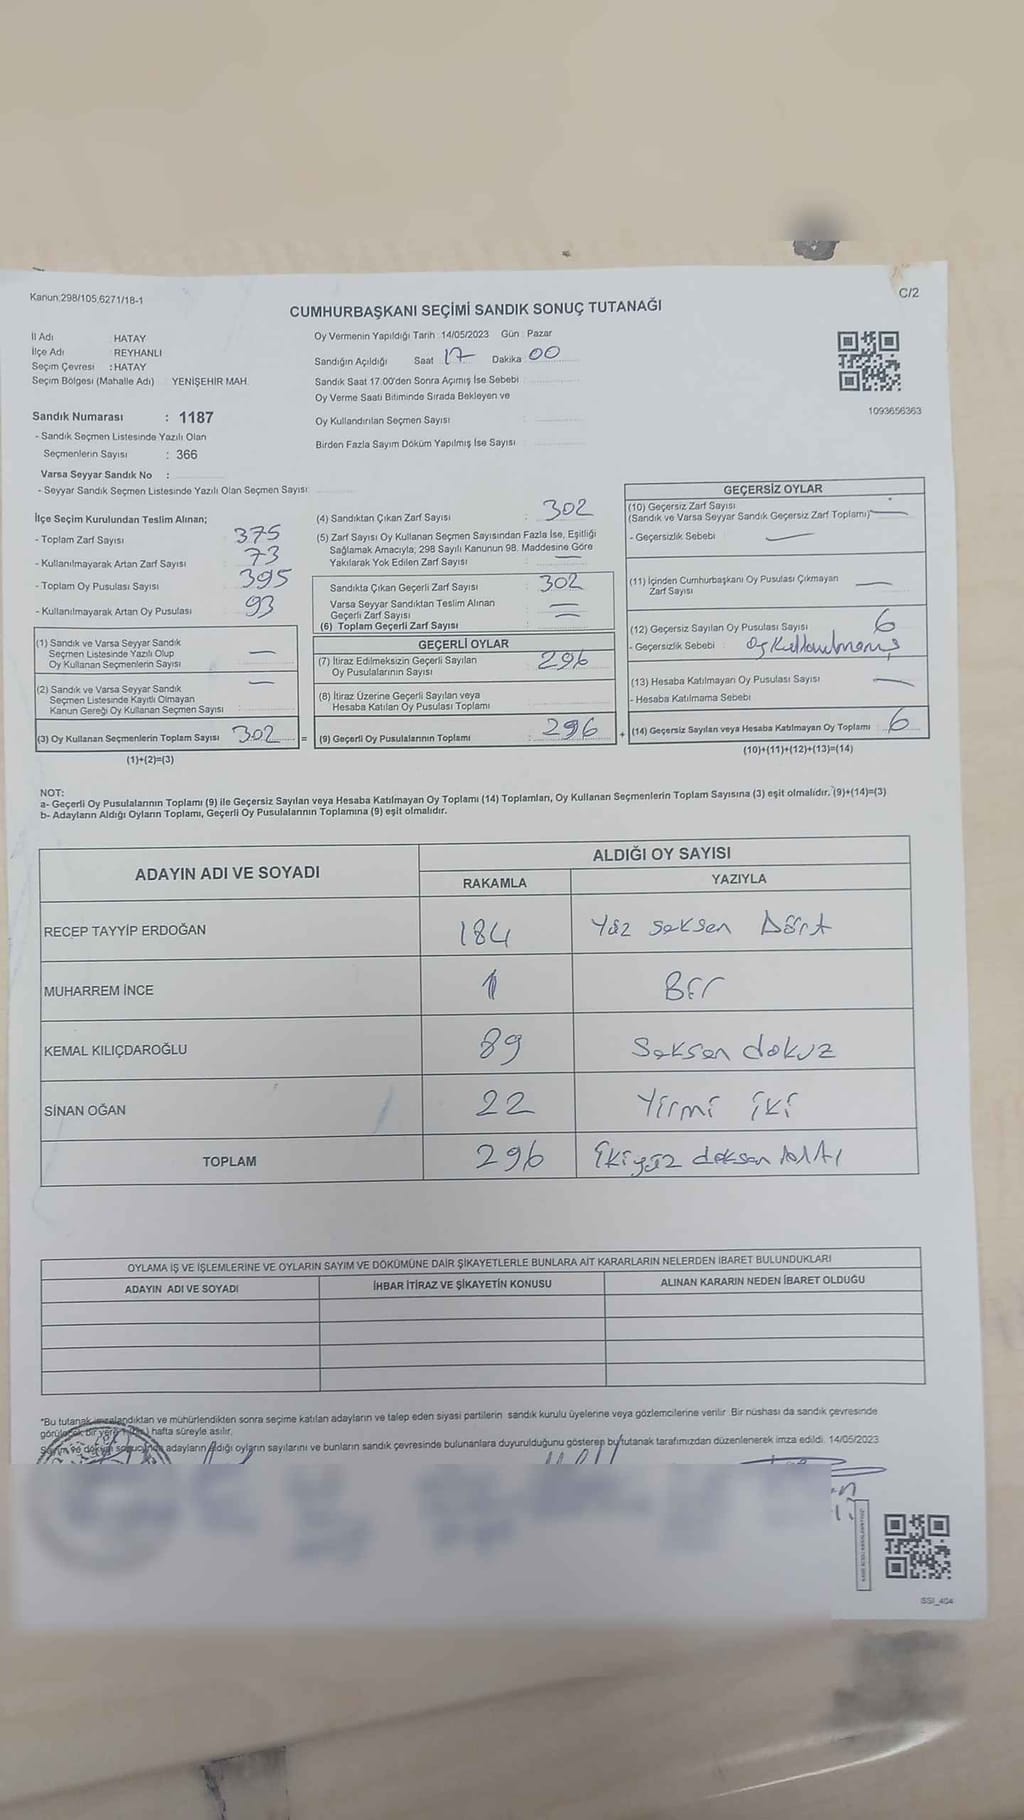 Kanun:298/105,6271/18-1
C/2
CUMHURBAŞKANI SEÇİMİ SANDIK SONUÇ TUTANAĞI
İl Adı HATAY
İlçe Adı REYHANLI
Seçim Çevresi : HATAY
Seçim Bölgesi (Mahalle Adı) YENİŞEHİR MAH.
Sandık Numarası : 1187
- Sandık Seçmen Listesinde Yazılı Olan
Seçmenlerin Sayısı : 366
Varsa Seyyar Sandık No :
- Seyyar Sandık Seçmen Listesinde Yazılı Olan Seçmen Sayısı:
Oy Vermenin Yapıldığı Tarih :14/05/2023 Gün : Pazar
Sandığın Açıldığı Saat 17 Dakika 00
Sandık Saat 17.00'den Sonra Açımış İse Sebebi :
Oy Verme Saati Bitiminde Sırada Bekleyen ve
Oy Kullandırılan Seçmen Sayısı :
Birden Fazla Sayım Döküm Yapılmış İse Sayısı :
1093656363
İlçe Seçim Kurulundan Teslim Alınan;
- Toplam Zarf Sayısı : 375
- Kullanılmayarak Artan Zarf Sayısı : 73
- Toplam Oy Pusulası Sayısı : 395
- Kullanılmayarak Artan Oy Pusulası : 93
(1) Sandık ve Varsa Seyyar Sandık
Seçmen Listesinde Yazılı Olup
Oy Kullanan Seçmenlerin Sayısı : —
(2) Sandık ve Varsa Seyyar Sandık
Seçmen Listesinde Kayıtlı Olmayan
Kanun Gereği Oy Kullanan Seçmen Sayısı : —
(3) Oy Kullanan Seçmenlerin Toplam Sayısı : 302 =
(1)+(2)=(3)
(4) Sandıktan Çıkan Zarf Sayısı : 302
(5) Zarf Sayısı Oy Kullanan Seçmen Sayısından Fazla İse, Eşitliği
Sağlamak Amacıyla; 298 Sayılı Kanunun 98. Maddesine Göre
Yakılarak Yok Edilen Zarf Sayısı : —
Sandıkta Çıkan Geçerli Zarf Sayısı : 302
Varsa Seyyar Sandıktan Teslim Alınan
Geçerli Zarf Sayısı : —
(6) Toplam Geçerli Zarf Sayısı : —
GEÇERLİ OYLAR
(7) İtiraz Edilmeksizin Geçerli Sayılan
Oy Pusulalarının Sayısı : 296
(8) İtiraz Üzerine Geçerli Sayılan veya
Hesaba Katılan Oy Pusulası Toplamı :
(9) Geçerli Oy Pusulalarının Toplamı : 296 +
GEÇERSİZ OYLAR
(10) Geçersiz Zarf Sayısı
(Sandık ve Varsa Seyyar Sandık Geçersiz Zarf Toplamı) —
- Geçersizlik Sebebi : —
(11) İçinden Cumhurbaşkanı Oy Pusulası Çıkmayan
Zarf Sayısı : —
(12) Geçersiz Sayılan Oy Pusulası Sayısı : 6
- Geçersizlik Sebebi : oy kullanılmamış
(13) Hesaba Katılmayan Oy Pusulası Sayısı : —
- Hesaba Katılmama Sebebi :
(14) Geçersiz Sayılan veya Hesaba Katılmayan Oy Toplamı : 6
(10)+(11)+(12)+(13)=(14)
NOT:
a- Geçerli Oy Pusulalarının Toplamı (9) ile Geçersiz Sayılan veya Hesaba Katılmayan Oy Toplamı (14) Toplamları, Oy Kullanan Seçmenlerin Toplam Sayısına (3) eşit olmalıdır. (9)+(14)=(3)
b- Adayların Aldığı Oyların Toplamı, Geçerli Oy Pusulalarının Toplamına (9) eşit olmalıdır.
ADAYIN ADI VE SOYADI ALDIĞI OY SAYISI
RAKAMLA YAZIYLA
RECEP TAYYİP ERDOĞAN 184 Yüz seksen Dört
MUHARREM İNCE 1 Bir
KEMAL KILIÇDAROĞLU 89 Seksen dokuz
SİNAN OĞAN 22 Yirmi iki
TOPLAM 296 ikiyüz doksan Altı
OYLAMA İŞ VE İŞLEMLERİNE VE OYLARIN SAYIM VE DÖKÜMÜNE DAİR ŞİKAYETLERLE BUNLARA AİT KARARLARIN NELERDEN İBARET BULUNDUKLARI
ADAYIN ADI VE SOYADI İHBAR İTİRAZ VE ŞİKAYETİN KONUSU ALINAN KARARIN NEDEN İBARET OLDUĞU
*Bu tutanak imzalandıktan ve mühürlendikten sonra seçime katılan adayların ve talep eden siyasi partilerin sandık kurulu üyelerine veya gözlemcilerine verilir. Bir nüshası da sandık çevresinde
görülecek bir yere 1 (bir) hafta süreyle asılır.
adayların aldığı oyların sayılarını ve bunların sandık çevresinde bulunanlara duyurulduğunu gösteren bu tutanak tarafımızdan düzenlenerek imza edildi. 14/05/2023
SSI_404